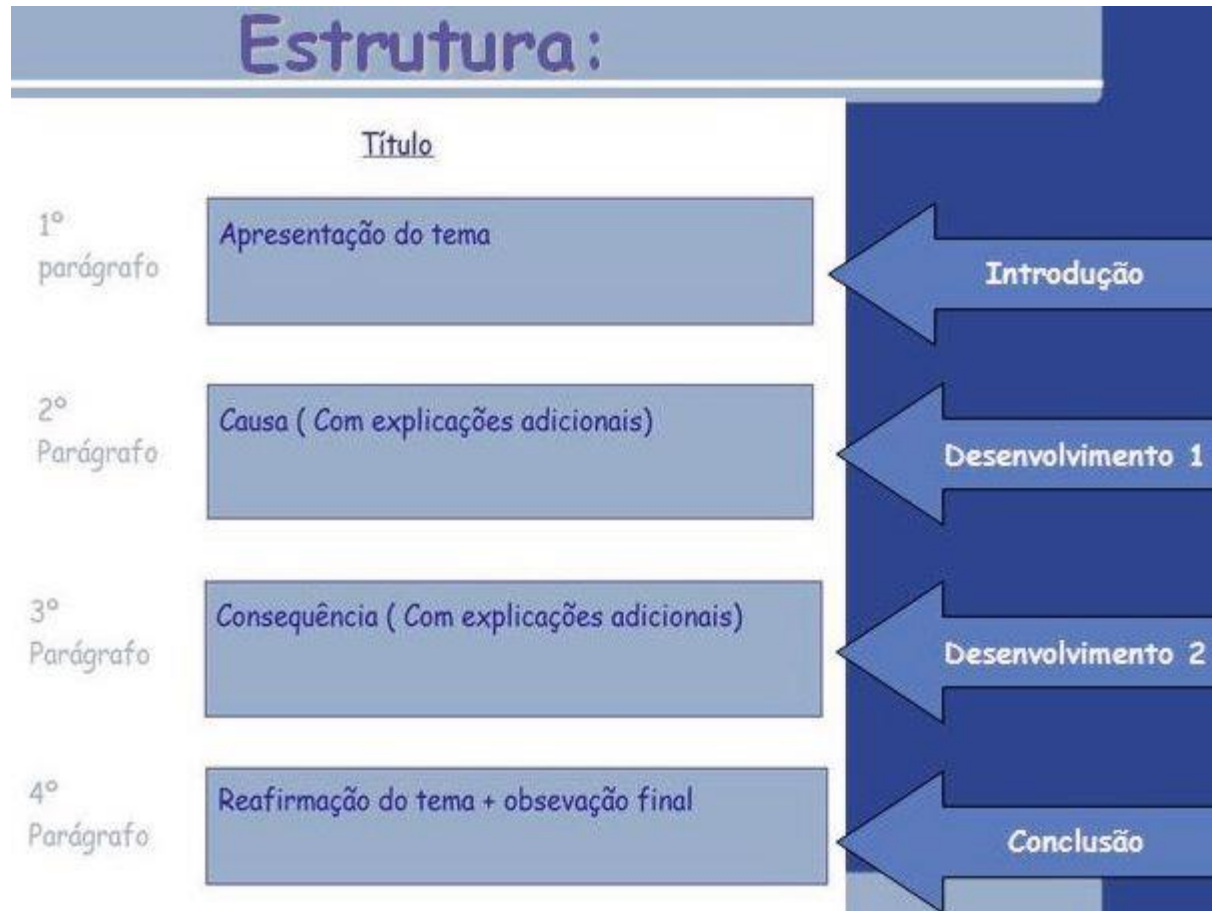 Estrutura:
Título
1º
parágrafo
Apresentação do tema
Introdução
2º
Parágrafo
Causa ( Com explicações adicionais)
Desenvolvimento 1
3º
Parágrafo
Consequência ( Com explicações adicionais)
Desenvolvimento 2
4º
Parágrafo
Reafirmação do tema + obsevação final
Conclusão